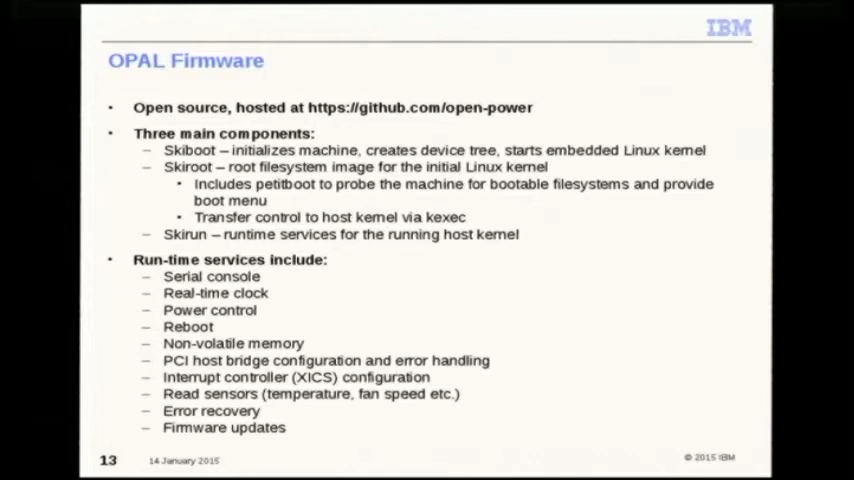 IBM
OPAL Firmware
• Open source, hosted at https://github.com/open-power
• Three main components:
– Skiboot – initializes machine, creates device tree, starts embedded Linux kernel
– Skiroot – root filesystem image for the initial Linux kernel
• Includes petitboot to probe the machine for bootable filesystems and provide
boot menu
• Transfer control to host kernel via kexec
– Skirun – runtime services for the running host kernel
• Run-time services include:
– Serial console
– Real-time clock
– Power control
– Reboot
– Non-volatile memory
– PCI host bridge configuration and error handling
– Interrupt controller (XICS) configuration
– Read sensors (temperature, fan speed etc.)
– Error recovery
– Firmware updates
13 14 January 2015 © 2015 IBM